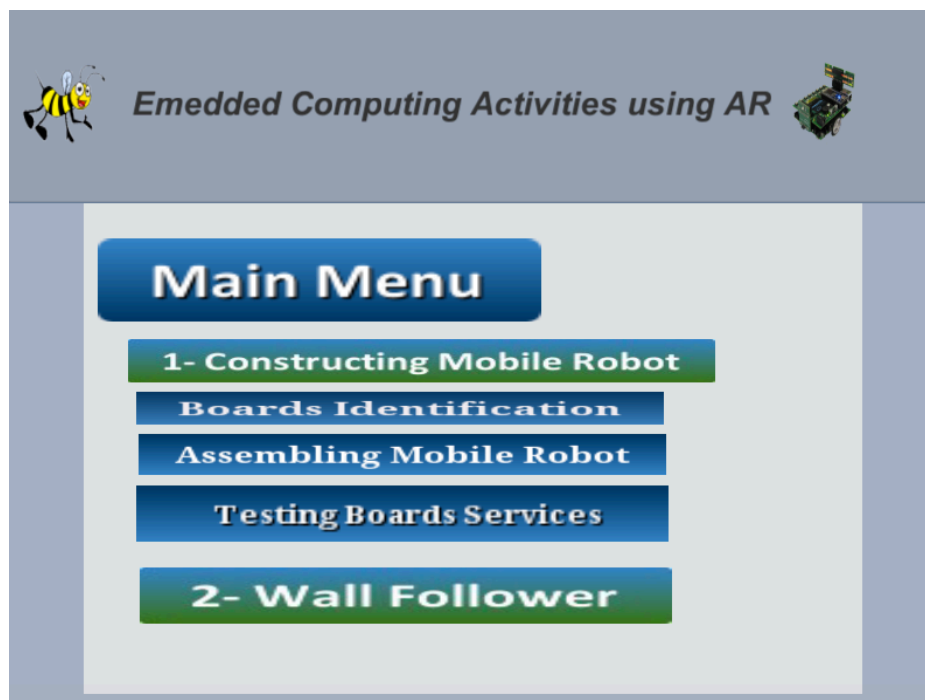 Emedded Computing Activities using AR
Main Menu
1- Constructing Mobile Robot
Boards Identification
Assembling Mobile Robot
Testing Boards Services
2- Wall Follower